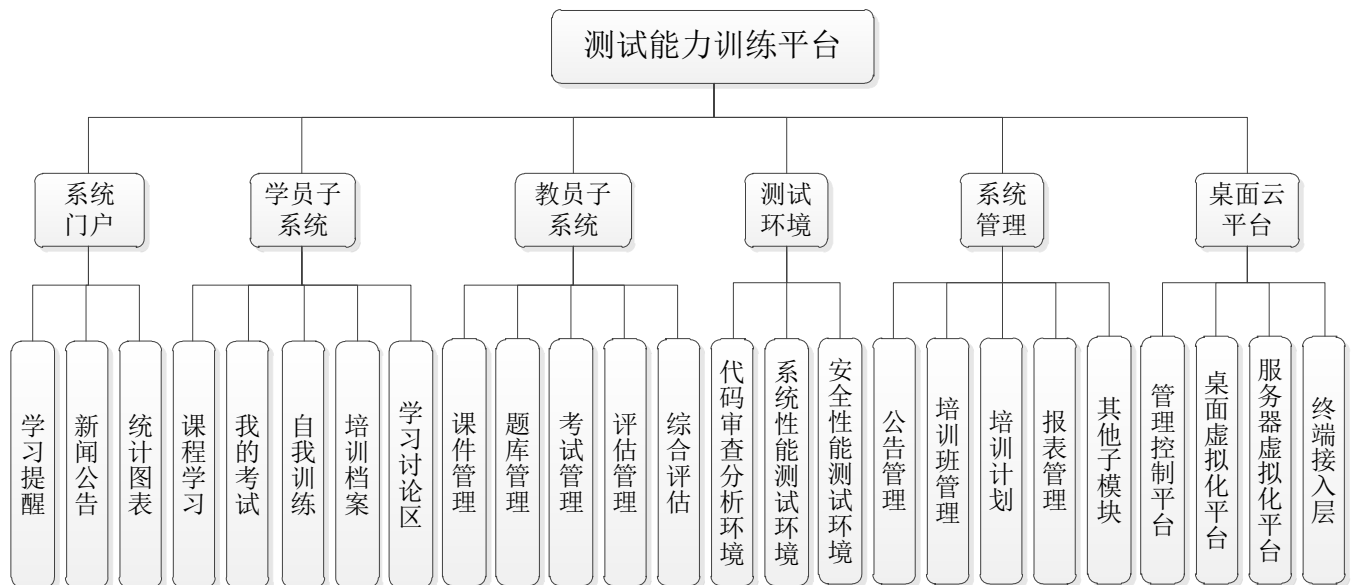 测试能力训练平台
系统
门户
学员子
系统
教员子
系统
测试
环境
系统
管理
桌面云
平台
学习提醒
新闻公告
统计图表
课程学习
我的考试
自我训练
培训档案
学习讨论区
课件管理
题库管理
考试管理
评估管理
综合评估
代码审查分析环境
系统性能测试环境
安全性能测试环境
公告管理
培训班管理
培训计划
报表管理
其他子模块
管理控制平台
桌面虚拟化平台
服务器虚拟化平台
终端接入层